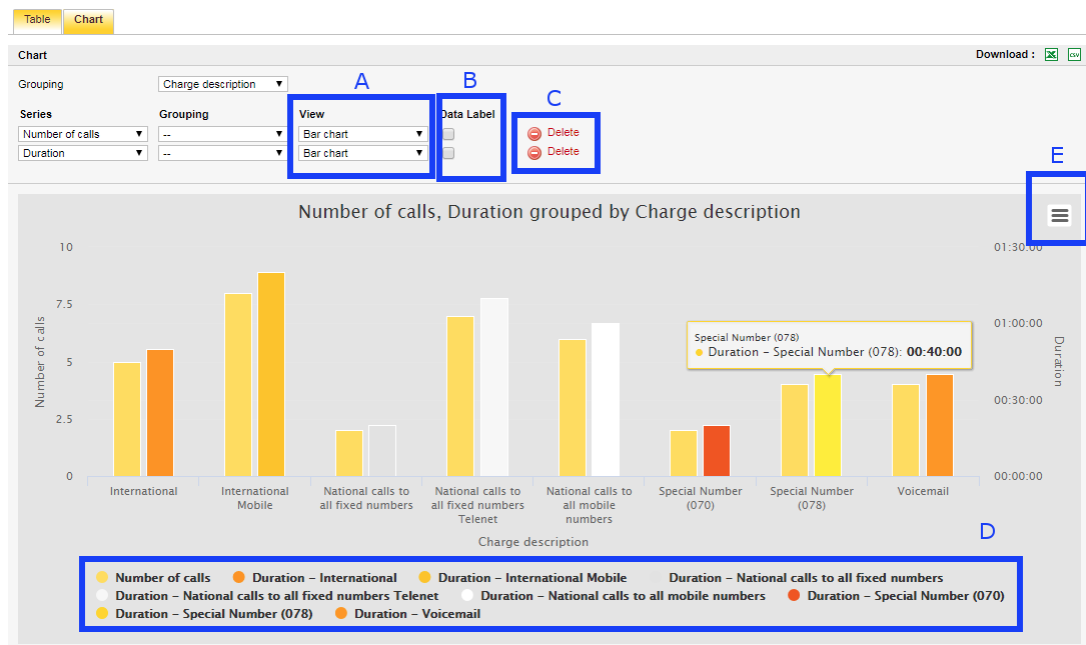 Table Chart
Chart Download :
Grouping Charge description
A B C
Series Grouping View Data Label
Number of calls -- Bar chart Delete
Duration -- Bar chart Delete
E
Number of calls, Duration grouped by Charge description
10 01:30:00
7.5
01:00:00
5
00:30:00
2.5
0 00:00:00
Number of calls
Duration
Special Number (078)
Duration – Special Number (078): 00:40:00
International International Mobile National calls to all fixed numbers National calls to all fixed numbers Telenet National calls to all mobile numbers Special Number (070) Special Number (078) Voicemail
Charge description
D
Number of calls Duration – International Duration – International Mobile Duration – National calls to all fixed numbers
Duration – National calls to all fixed numbers Telenet Duration – National calls to all mobile numbers Duration – Special Number (070)
Duration – Special Number (078) Duration – Voicemail